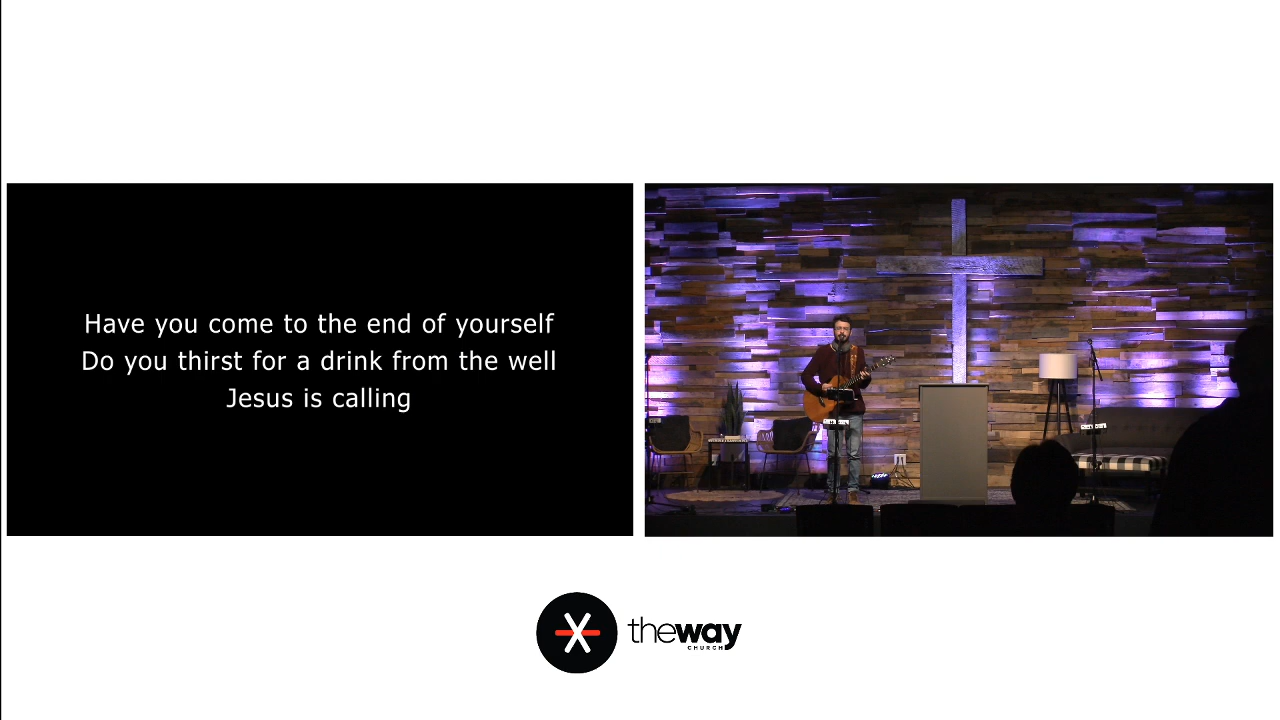 Have you come to the end of yourself
Do you thirst for a drink from the well
Jesus is calling
theway
CHURCH